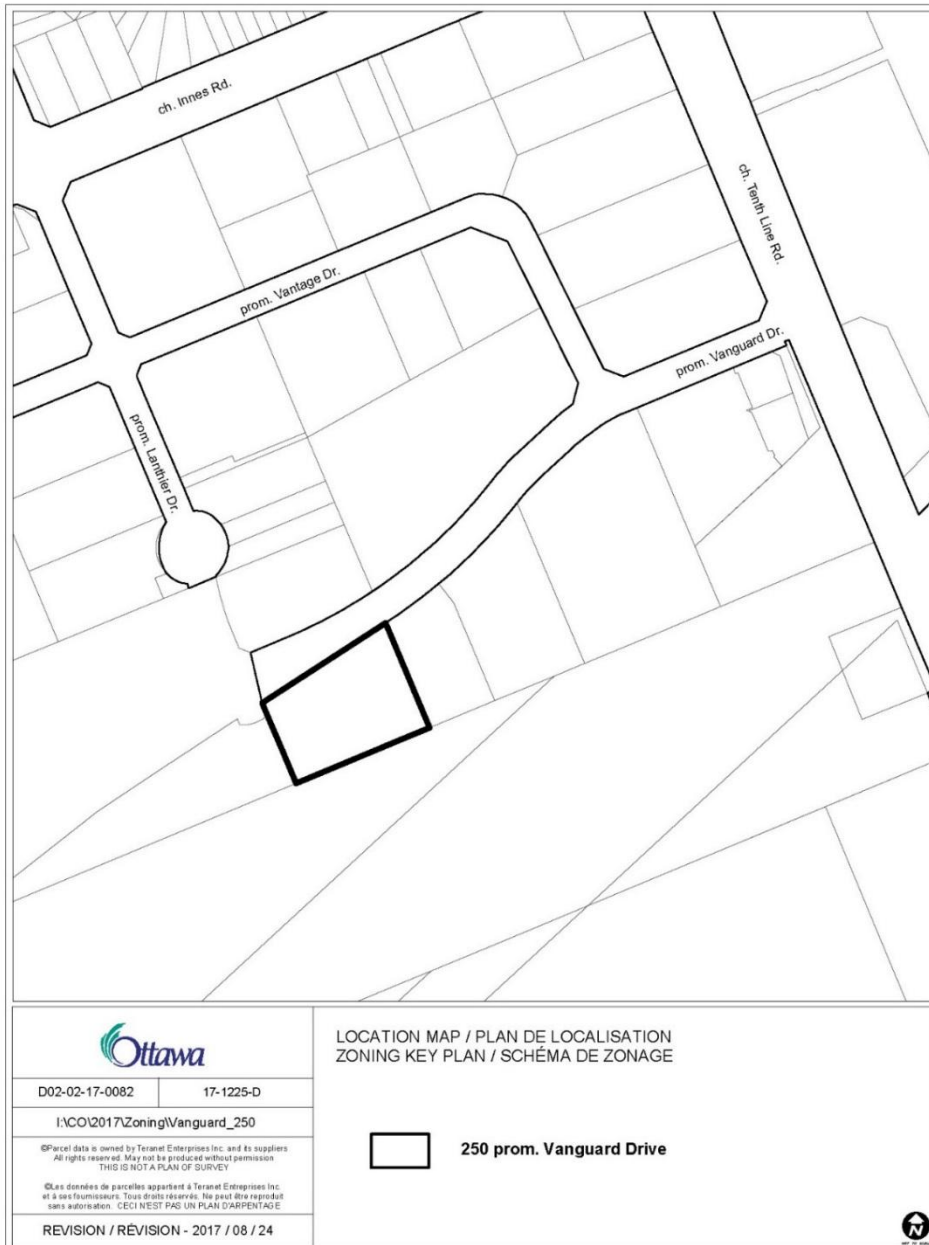 ch. Innes Rd.
ch. Tenth Line Rd.
prom. Vantage Dr.
prom. Vanguard Dr.
prom. Lanthier Dr.
Ottawa
D02-02-17-0082
17-1225-D
I:\CO\2017\Zoning\Vanguard_250
©Parcel data is owned by Teranet Enterprises Inc. and its suppliers
All rights reserved. May not be produced without permission
THIS IS NOT A PLAN OF SURVEY
©Les données de parcelles appartient à Teranet Entreprises Inc.
et à ses fournisseurs. Tous droits réservés. Ne peut être reproduit
sans autorisation. CECI N'EST PAS UN PLAN D'ARPENTAGE
REVISION / RÉVISION - 2017 / 08 / 24
LOCATION MAP / PLAN DE LOCALISATION
ZONING KEY PLAN / SCHÉMA DE ZONAGE
250 prom. Vanguard Drive
N